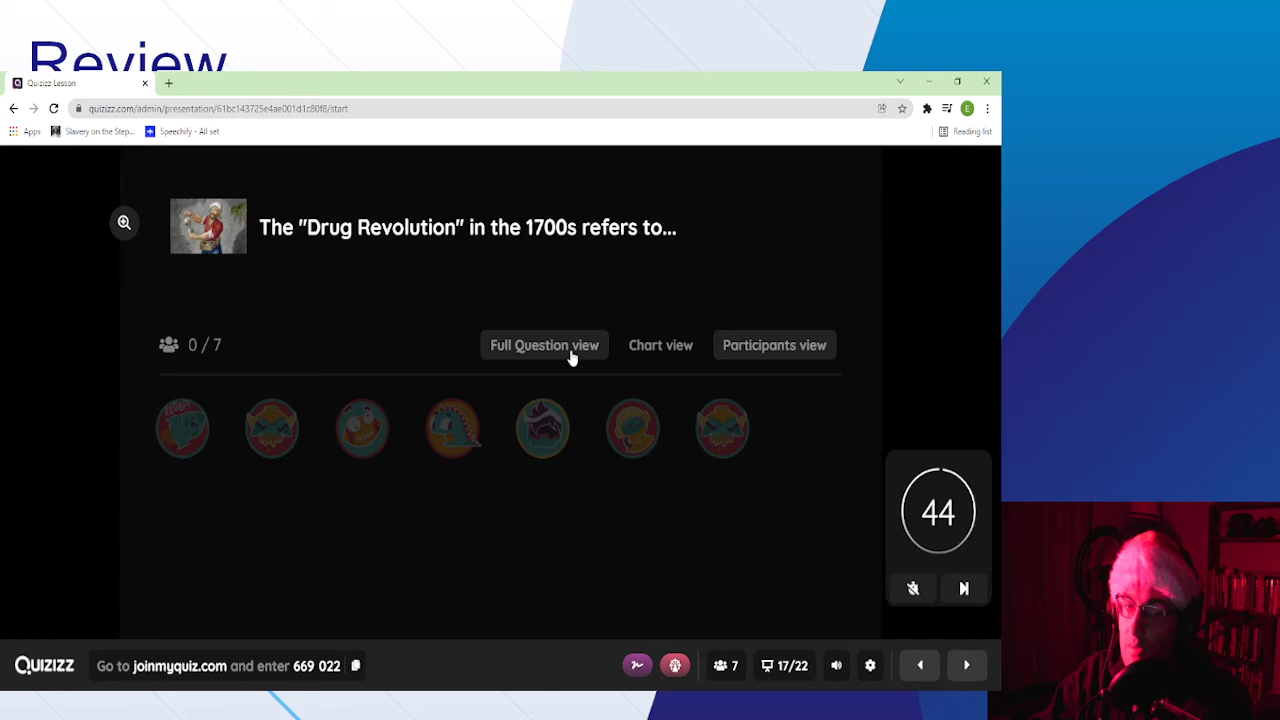 Review
Quizizz Lesson
quizizz.com/admin/presentation/61bc143725e4ae001d1c80f8/start
Apps
Slavery on the Step...
Speechify - All set
Reading list
The "Drug Revolution" in the 1700s refers to...
0 / 7
Full Question view
Chart view
Participants view
ZOOM
44
QUIZIZZ
Go to joinmyquiz.com and enter 669 022
7
17/22